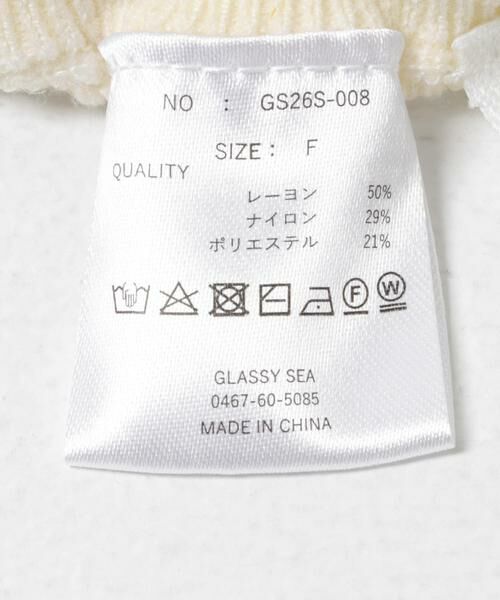 NO : GS26S-008
SIZE : F
QUALITY
レーヨン 50%
ナイロン 29%
ポリエステル 21%
F W
GLASSY SEA
0467-60-5085
MADE IN CHINA